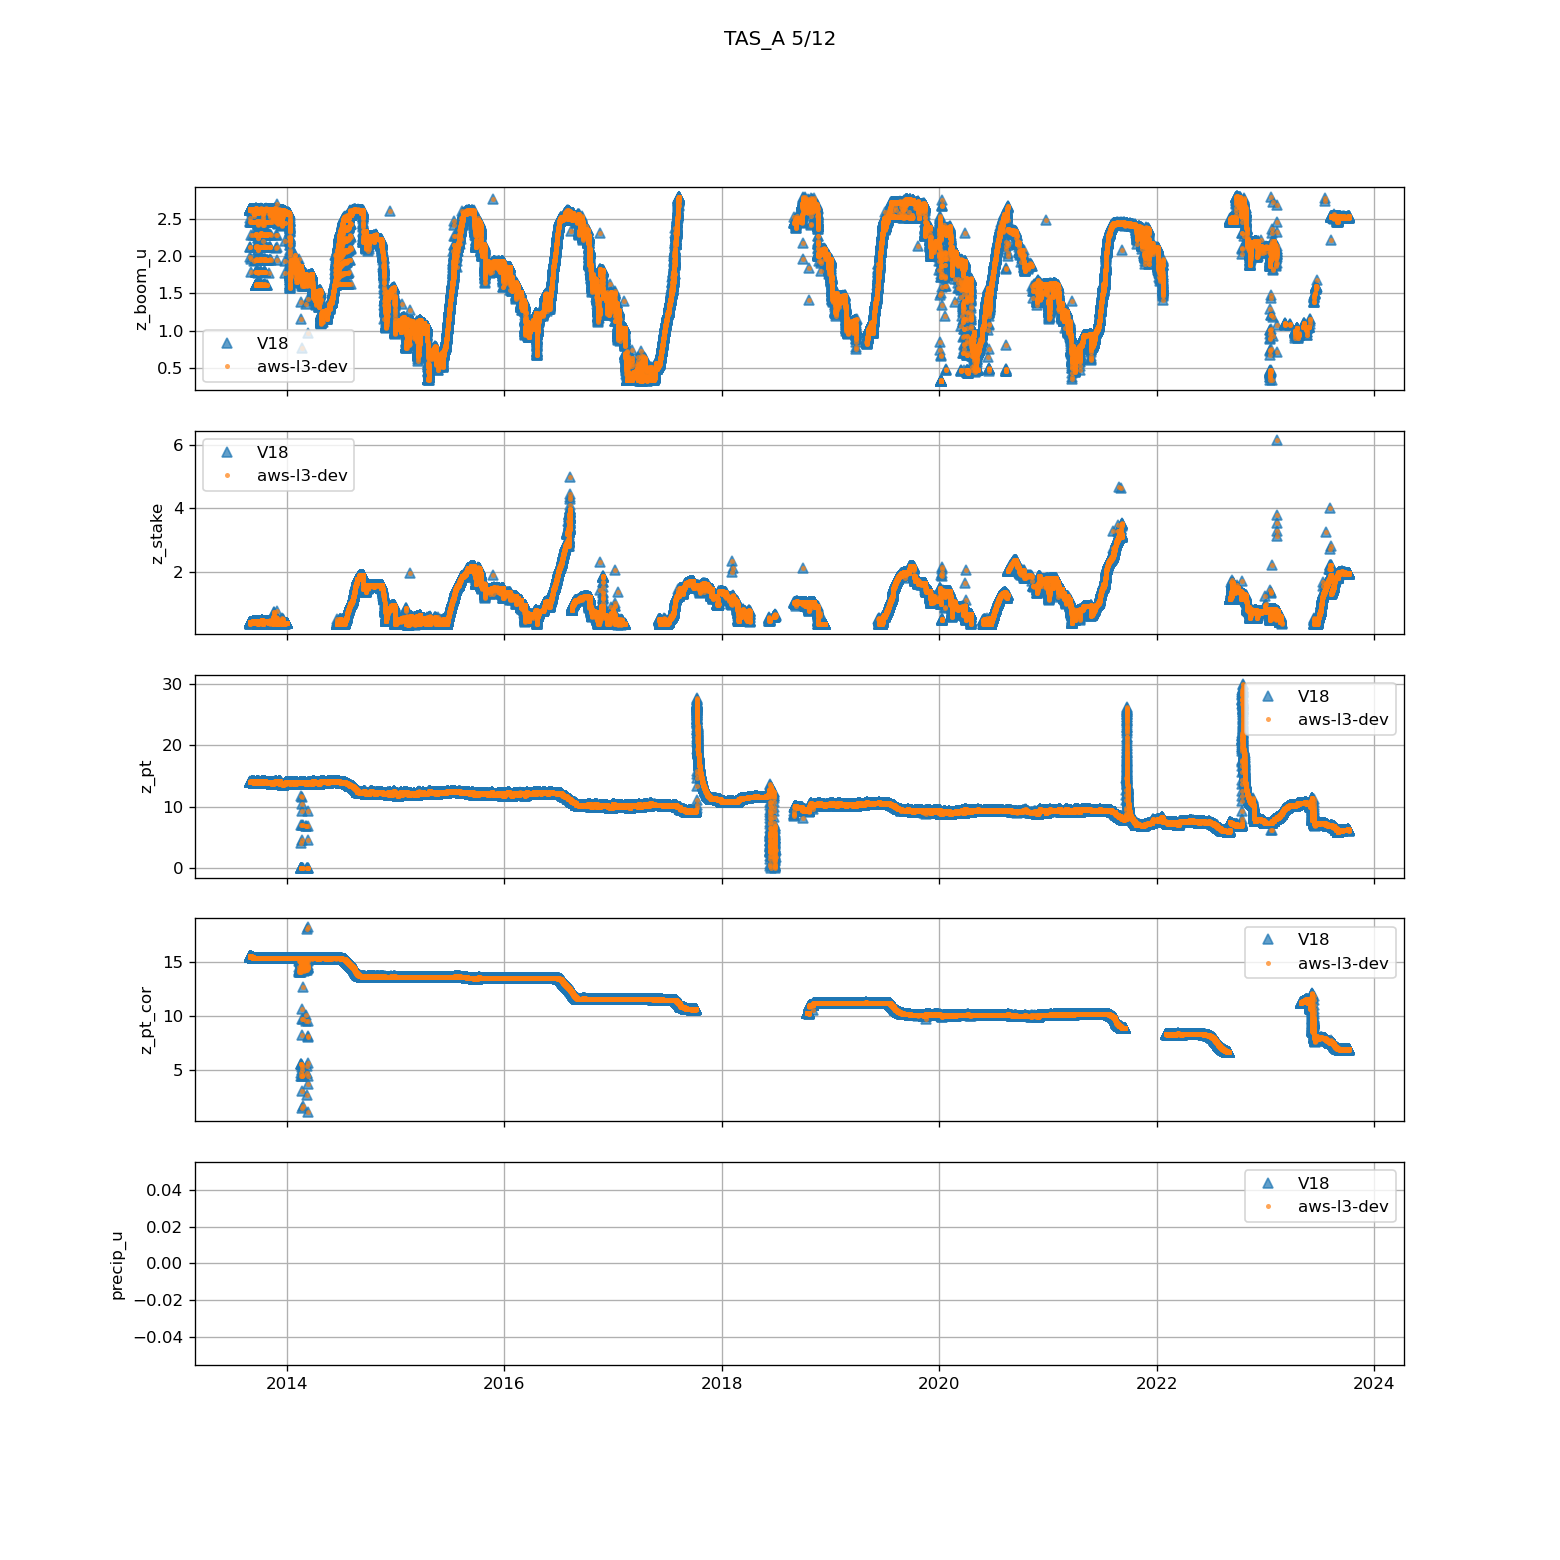 TAS_A 5/12
z_boom_u
2.5
2.0
1.5
1.0
0.5
V18
aws-l3-dev
z_stake
6
4
2
V18
aws-l3-dev
z_pt
30
20
10
0
V18
aws-l3-dev
z_pt_cor
15
10
5
V18
aws-l3-dev
precip_u
0.04
0.02
0.00
−0.02
−0.04
V18
aws-l3-dev
2014 2016 2018 2020 2022 2024